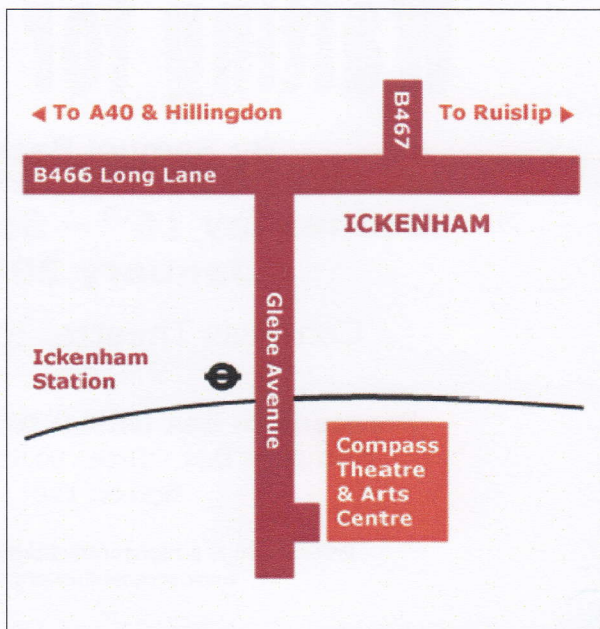 ◀ To A40 & Hillingdon
B467
To Ruislip ▶
B466 Long Lane
ICKENHAM
Glebe Avenue
Ickenham
Station
Compass
Theatre
& Arts
Centre